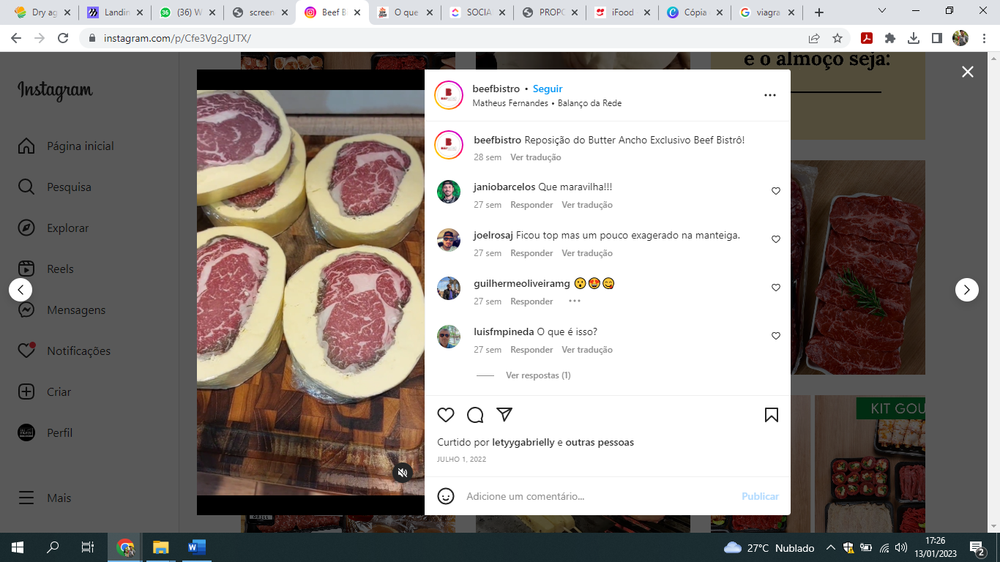 Dry ag
Landin
(36) W
screen
Beef B
O que
SOCIA
PROPO
iFood
Cópia
viagra
instagram.com/p/Cfe3Vg2gUTX/
Instagram
Página inicial
Pesquisa
Explorar
Reels
Mensagens
Notificações
Criar
Perfil
Mais
e o almoço seja:
KIT GOU
GRILL
beefbistro • Seguir
Matheus Fernandes • Balanço da Rede
beefbistro Reposição do Butter Ancho Exclusivo Beef Bistrô!
28 sem Ver tradução
janiobarcelos Que maravilha!!!
27 sem Responder Ver tradução
joelrosaj Ficou top mas um pouco exagerado na manteiga.
27 sem Responder Ver tradução
guilhermeoliveiramg 😮😍😋
27 sem Responder •••
luisfmpineda O que é isso?
27 sem Responder Ver tradução
Ver respostas (1)
Curtido por letyygabrielly e outras pessoas
JULHO 1, 2022
Adicione um comentário... Publicar
27°C Nublado
17:26
13/01/2023
2